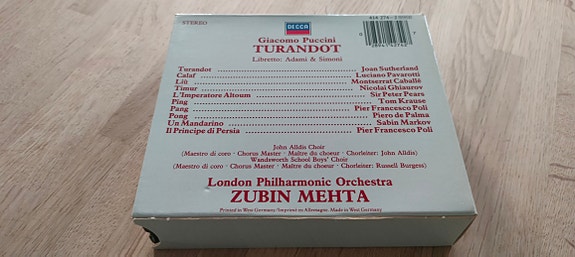 STEREO
DECCA
414 274-2
Giacomo Puccini
TURANDOT
Libretto: Adami & Simoni
Turandot Joan Sutherland
Calaf Luciano Pavarotti
Liù Montserrat Caballé
Timur Nicolai Ghiaurov
L'Imperatore Altoum Sir Peter Pears
Ping Tom Krause
Pang Pier Francesco Poli
Pong Piero de Palma
Un Mandarino Sabin Markov
Il Principe di Persia Pier Francesco Poli
John Alldis Choir
(Maestro di coro · Chorus Master · Maître du choeur · Chorleiter: John Alldis)
Wandsworth School Boys' Choir
(Maestro di coro · Chorus Master · Maître du choeur · Chorleiter: Russell Burgess)
London Philharmonic Orchestra
ZUBIN MEHTA
Printed in West Germany/Imprimé en Allemagne. Made in West Germany